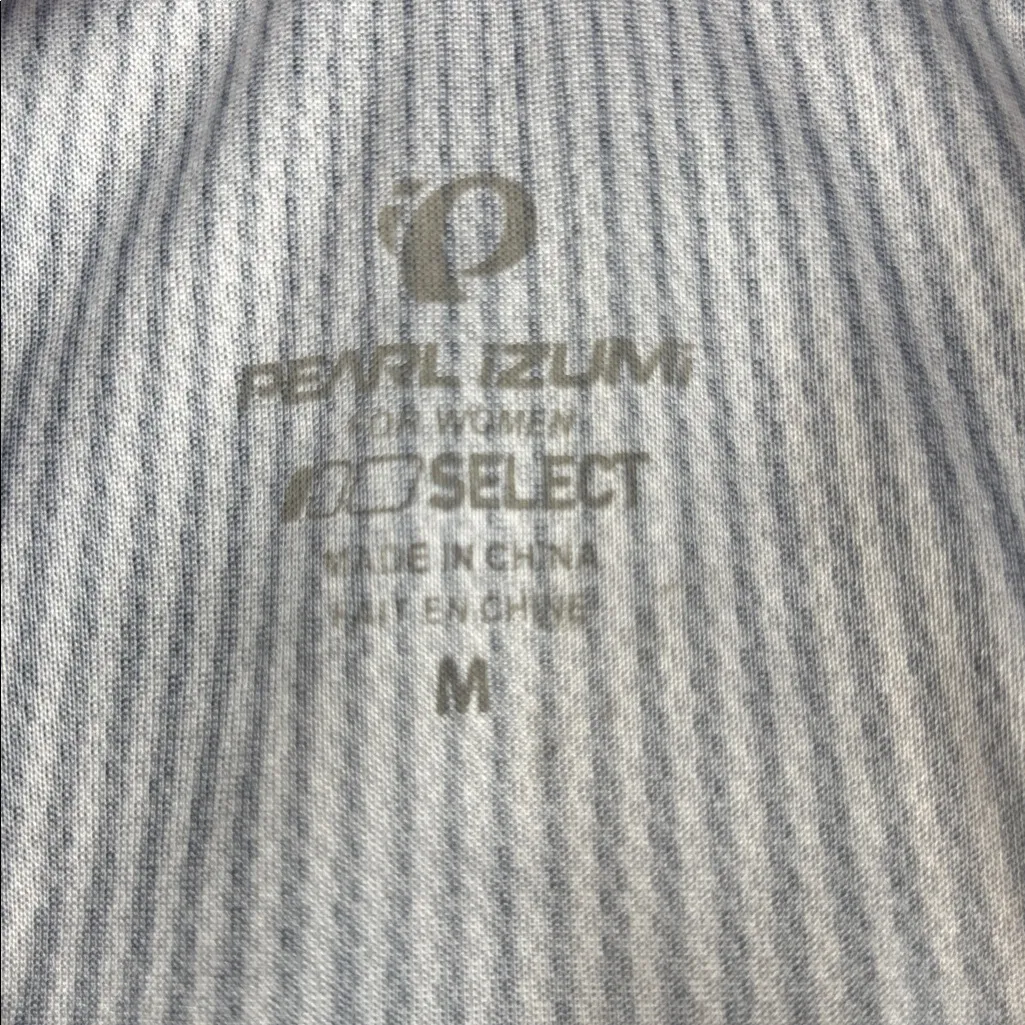 PEARL iZUMi
FOR WOMEN
SELECT
MADE IN CHINA
FAIT EN CHINE
M